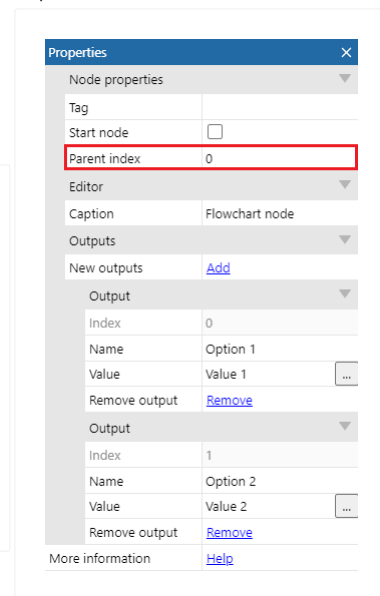 Properties
Node properties
Tag
Start node
Parent index 0
Editor
Caption Flowchart node
Outputs
New outputs Add
Output
Index 0
Name Option 1
Value Value 1 ...
Remove output Remove
Output
Index 1
Name Option 2
Value Value 2 ...
Remove output Remove
More information Help